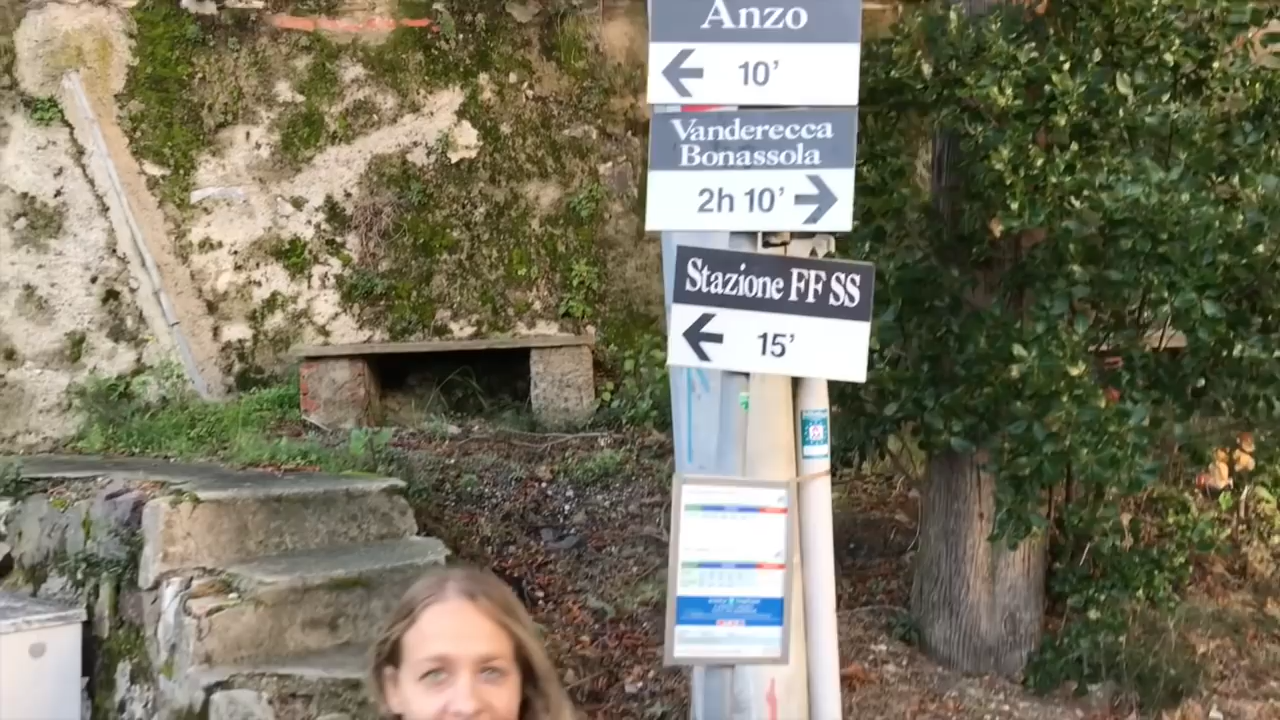 Anzo
← 10’
Vanderecca
Bonassola
2h 10’ →
Stazione FF SS
← 15’